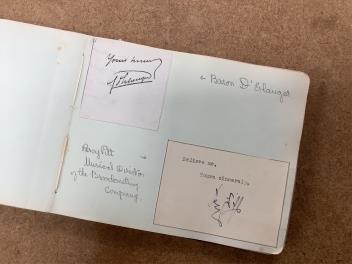 Yours sincerely
← Baron D'Erlanger
Percy Pitt →
Musical Director
of the Broadcasting
Company.
Believe me,
Yours sincerely,